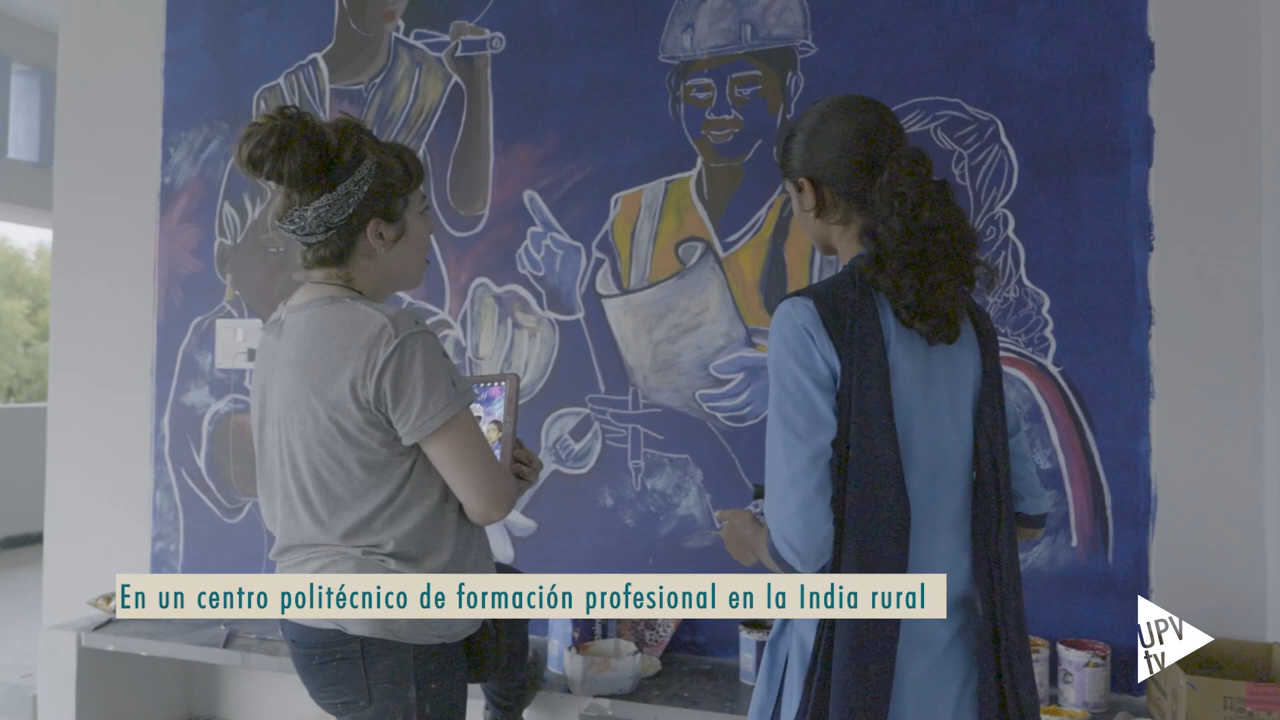 En un centro politécnico de formación profesional en la India rural
UPV
tv